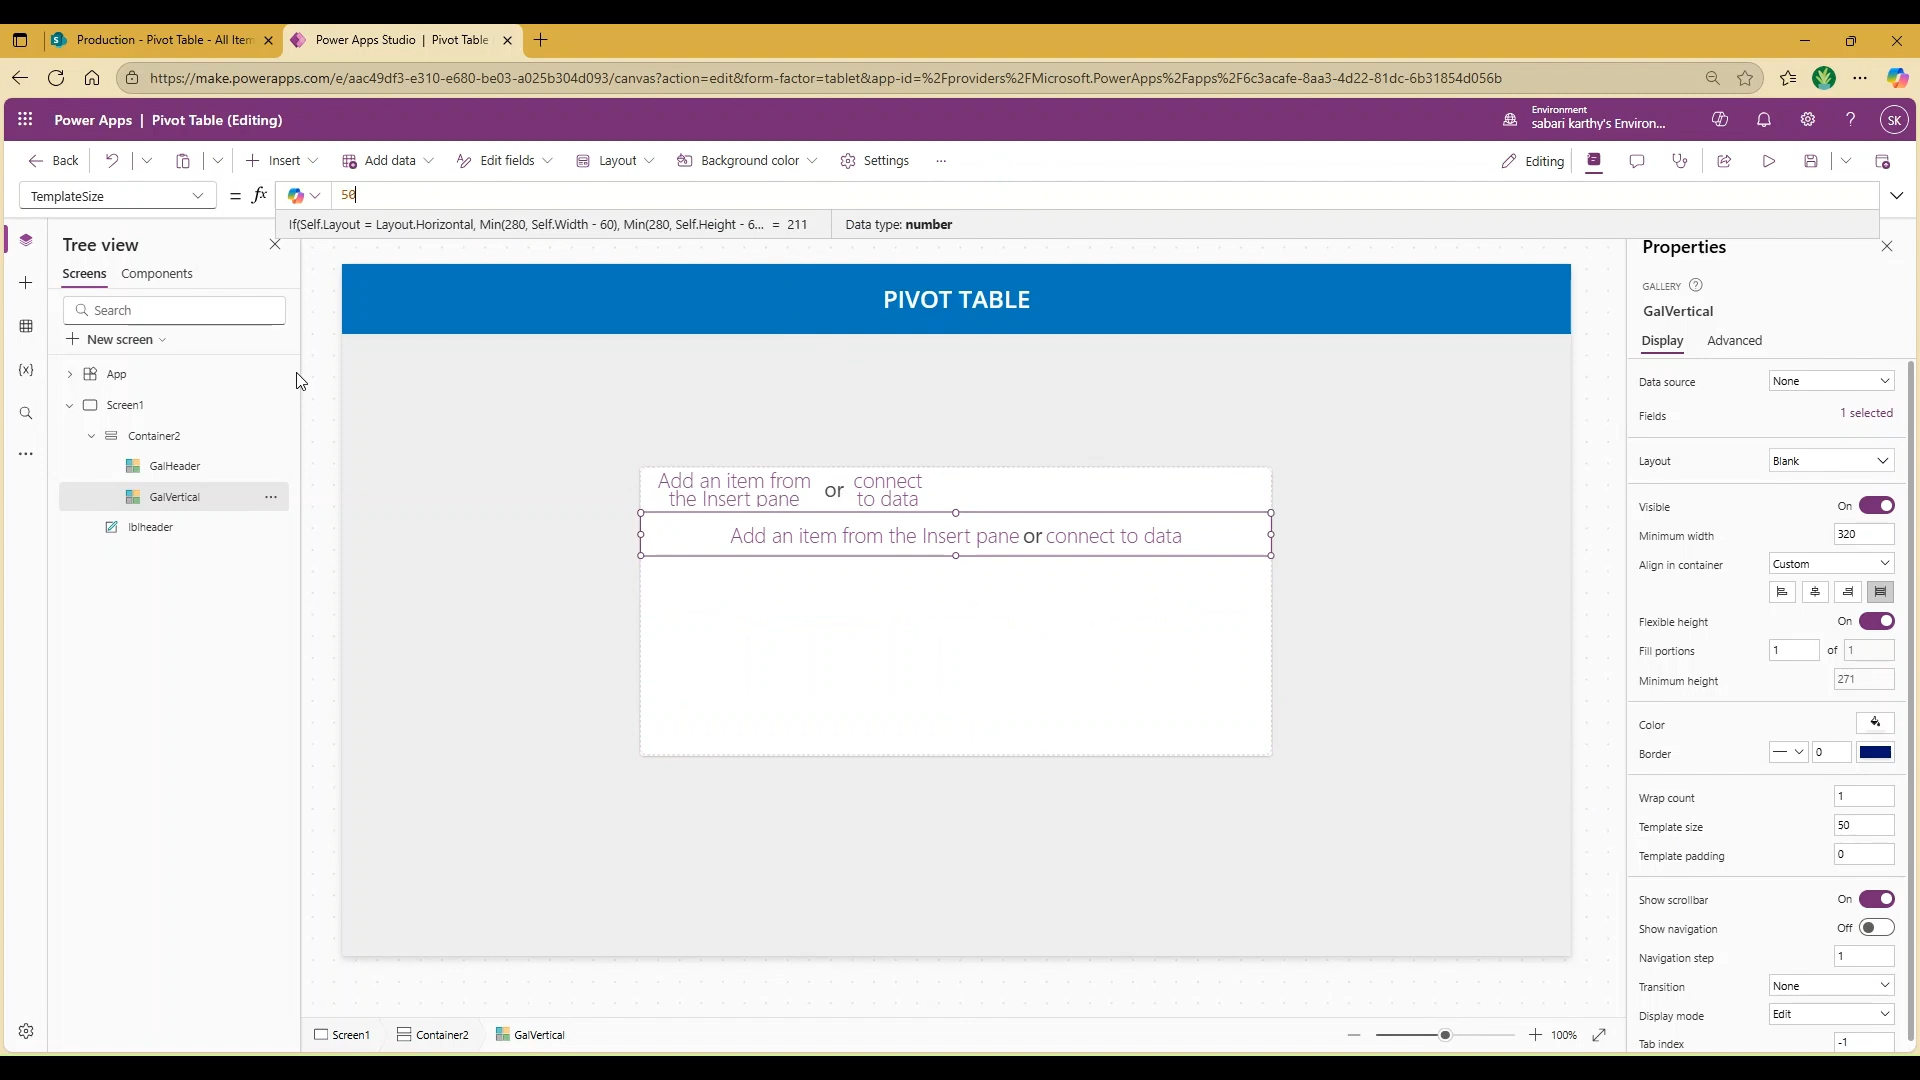 Production - Pivot Table - All Item
Power Apps Studio | Pivot Table
https://make.powerapps.com/e/aac49df3-e310-e680-be03-a025b304d093/canvas?action=edit&form-factor=tablet&app-id=%2Fproviders%2FMicrosoft.PowerApps%2Fapps%2F6c3acafe-8aa3-4d22-81dc-6b31854d056b
Power Apps | Pivot Table (Editing)
Environment
sabari karthy's Environ...
SK
Back
Insert
Add data
Edit fields
Layout
Background color
Settings
...
Editing
TemplateSize
=
fx
50
If(Self.Layout = Layout.Horizontal, Min(280, Self.Width - 60), Min(280, Self.Height - 6... = 211
Data type: number
Tree view
Screens
Components
Search
New screen
App
Screen1
Container2
GalHeader
GalVertical
...
lblheader
PIVOT TABLE
Add an item from
the Insert pane
or
connect
to data
Add an item from the Insert pane or connect to data
Screen1
Container2
GalVertical
100%
Properties
GALLERY
GalVertical
Display
Advanced
Data source
None
Fields
1 selected
Layout
Blank
Visible
On
Minimum width
320
Align in container
Custom
Flexible height
On
Fill portions
1
of
1
Minimum height
271
Color
Border
0
Wrap count
1
Template size
50
Template padding
0
Show scrollbar
On
Show navigation
Off
Navigation step
1
Transition
None
Display mode
Edit
Tab index
-1